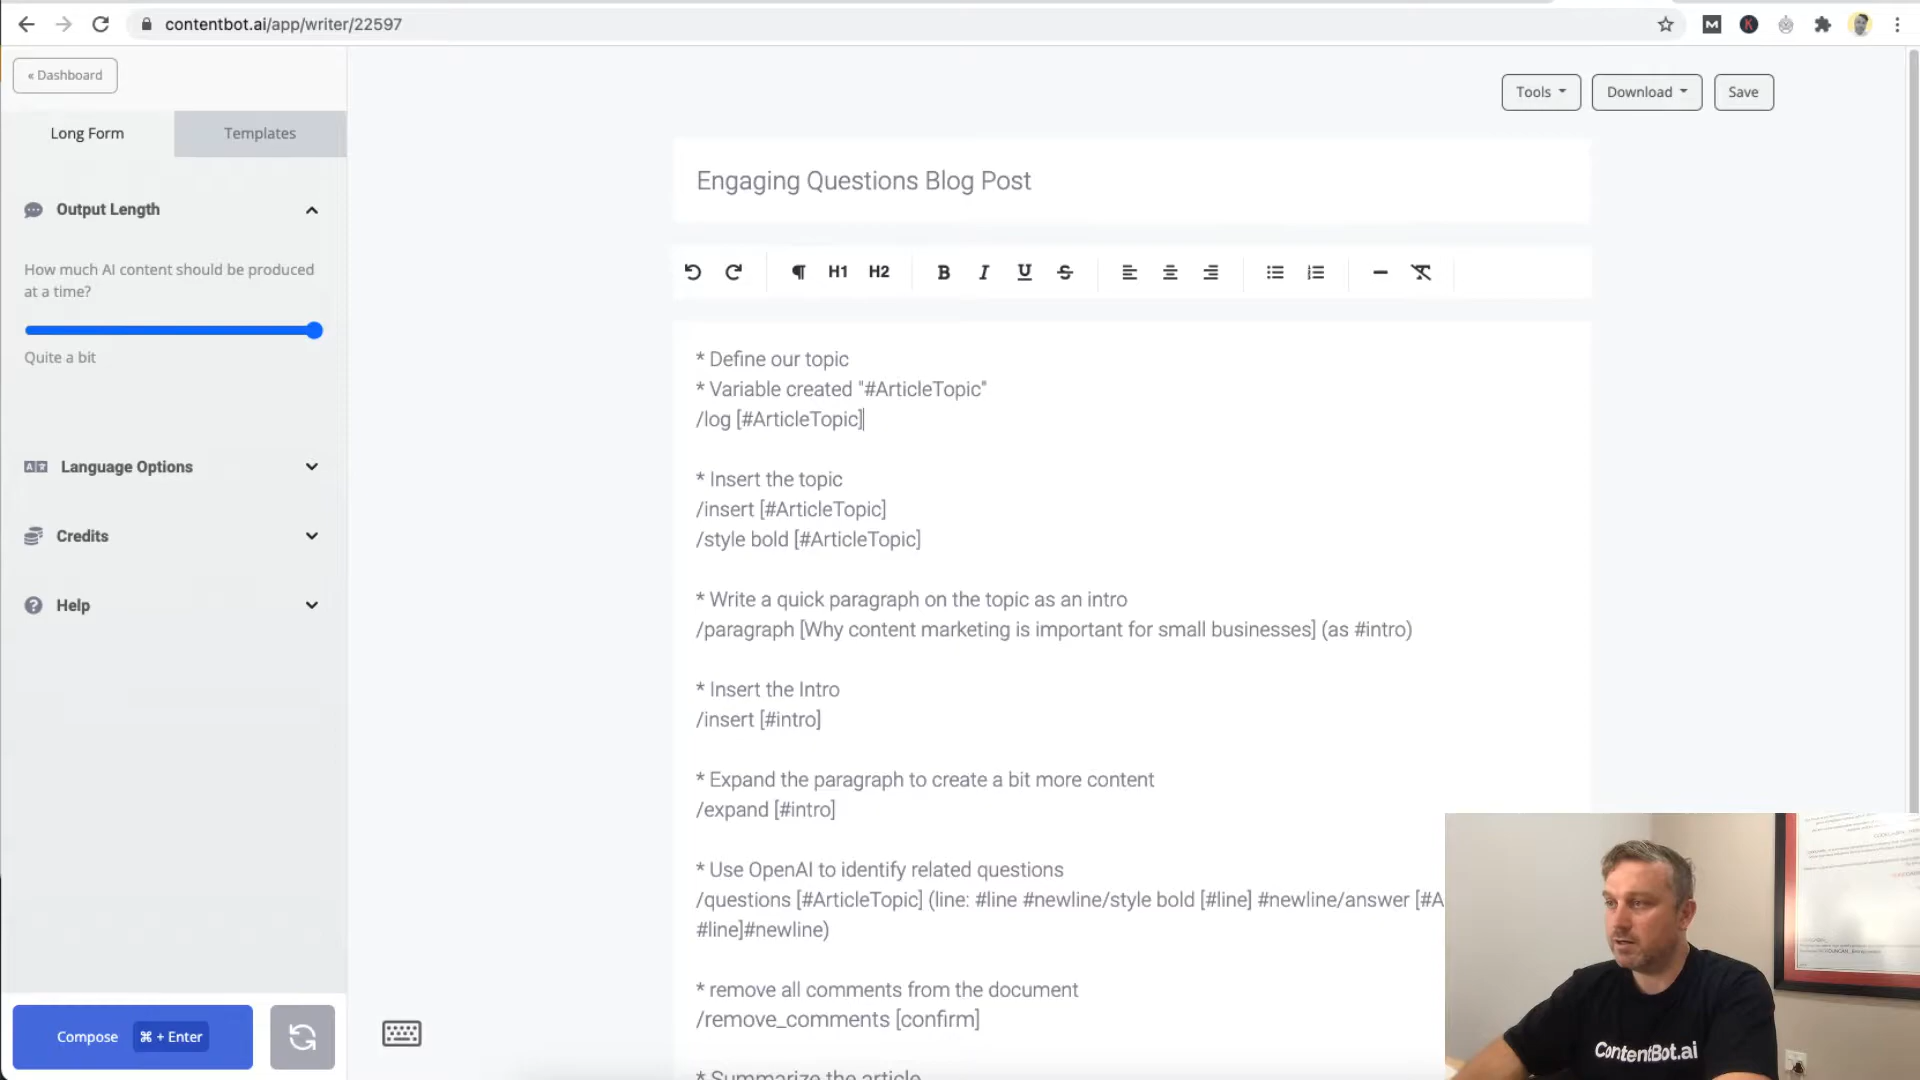 contentbot.ai/app/writer/22597
« Dashboard
Tools
Download
Save
Long Form
Templates
Engaging Questions Blog Post
Output Length
H1 H2 B I U S
How much AI content should be produced
at a time?
Quite a bit
* Define our topic
* Variable created "#ArticleTopic"
/log [#ArticleTopic]
Language Options
* Insert the topic
/insert [#ArticleTopic]
/style bold [#ArticleTopic]
Credits
Help
* Write a quick paragraph on the topic as an intro
/paragraph [Why content marketing is important for small businesses] (as #intro)
* Insert the Intro
/insert [#intro]
* Expand the paragraph to create a bit more content
/expand [#intro]
* Use OpenAI to identify related questions
/questions [#ArticleTopic] (line: #line #newline/style bold [#line] #newline/answer [#A
#line]#newline)
* remove all comments from the document
/remove_comments [confirm]
* Summarize the article
Compose ⌘ + Enter
ContentBot.ai